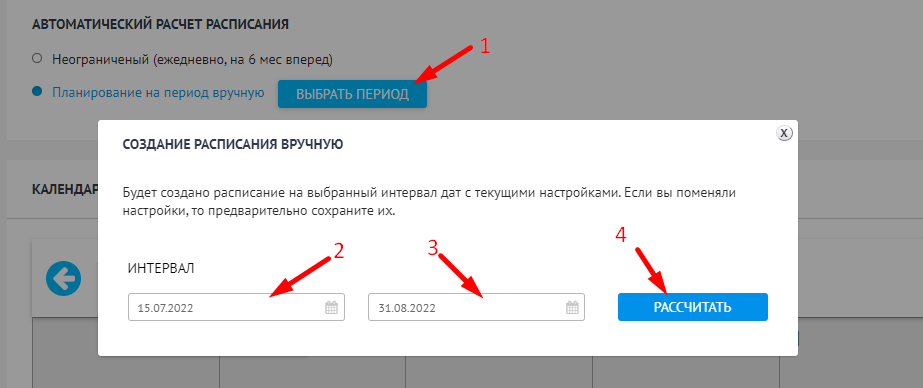 АВТОМАТИЧЕСКИЙ РАСЧЕТ РАСПИСАНИЯ
Неограниченый (ежедневно, на 6 мес вперед)
1
Планирование на период вручную
ВЫБРАТЬ ПЕРИОД
X
СОЗДАНИЕ РАСПИСАНИЯ ВРУЧНУЮ
КАЛЕНДАР
Будет создано расписание на выбранный интервал дат с текущими настройками. Если вы поменяли
настройки, то предварительно сохраните их.
2
3
4
ИНТЕРВАЛ
15.07.2022
31.08.2022
РАССЧИТАТЬ